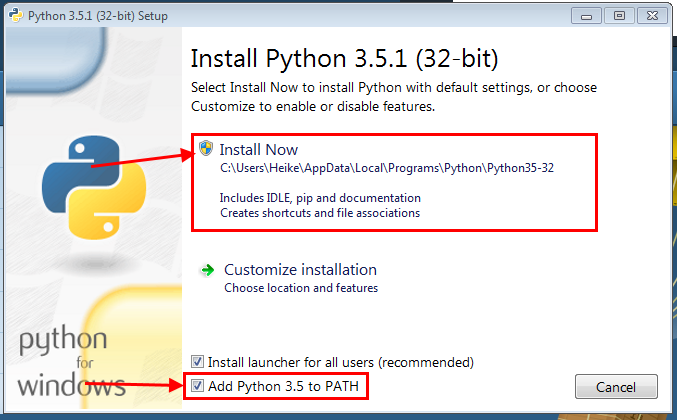 Python 3.5.1 (32-bit) Setup
Install Python 3.5.1 (32-bit)
Select Install Now to install Python with default settings, or choose
Customize to enable or disable features.
Install Now
C:\Users\Heike\AppData\Local\Programs\Python\Python35-32
Includes IDLE, pip and documentation
Creates shortcuts and file associations
Customize installation
Choose location and features
python
for
windows
Install launcher for all users (recommended)
Add Python 3.5 to PATH
Cancel